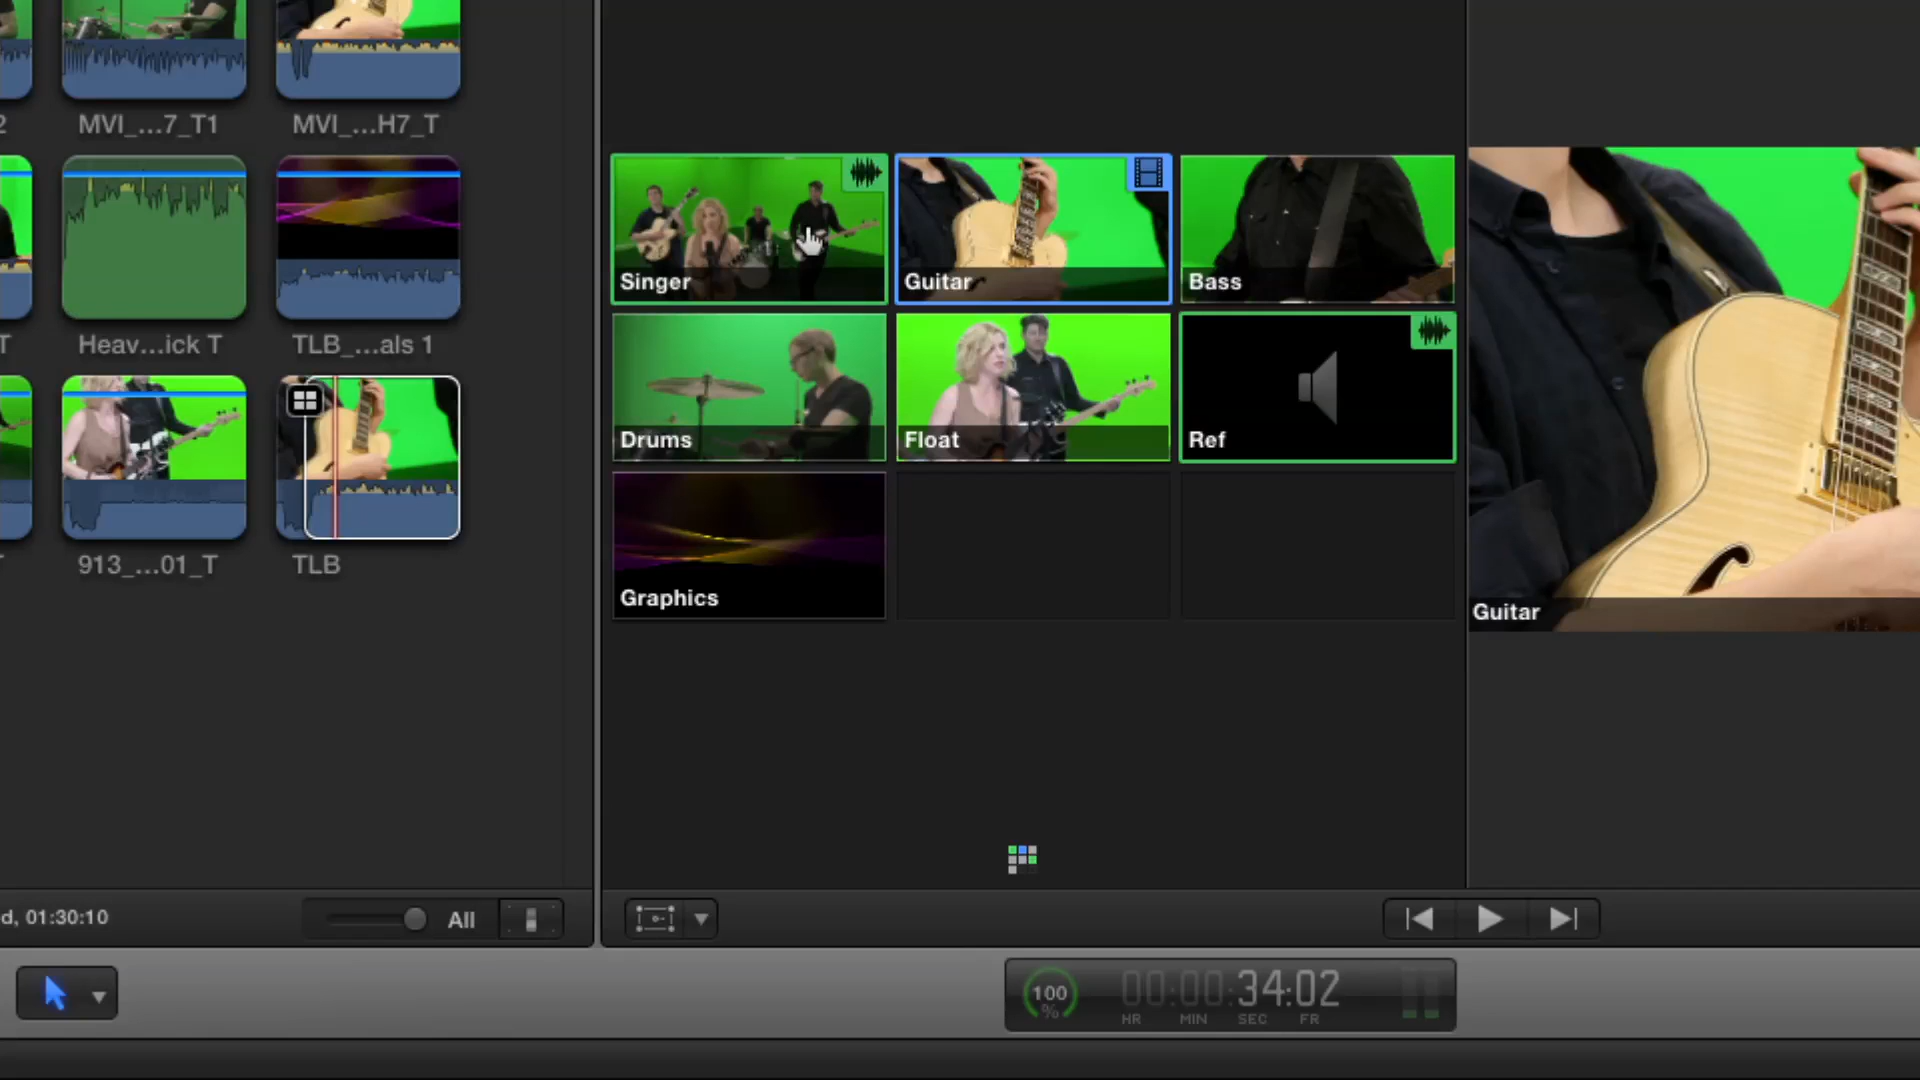 2
MVI_...7_T1
MVI_...H7_T
T
Heav...ick T
TLB_...als 1
T
913_...01_T
TLB
Singer
Guitar
Bass
Drums
Float
Ref
Graphics
Guitar
d, 01:30:10
All
100
%
00:00:34:02
HR MIN SEC FR